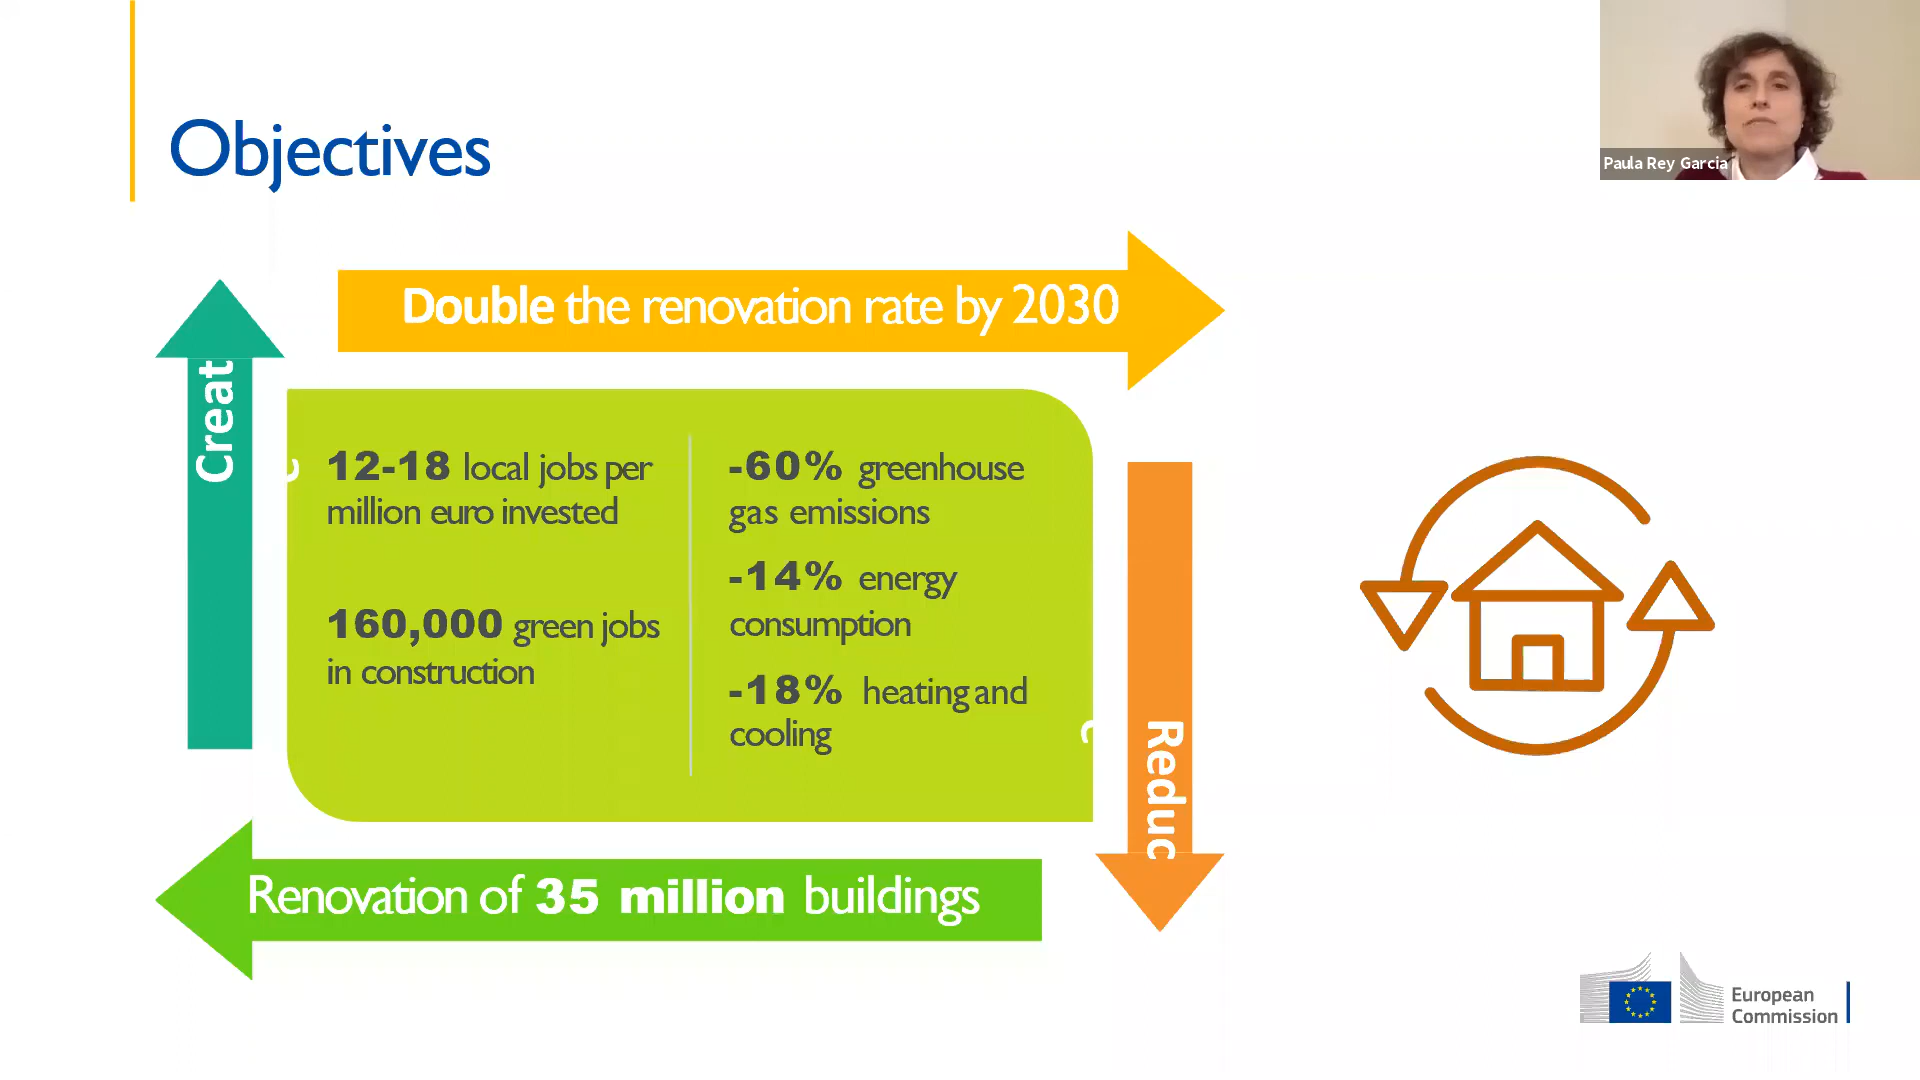 Objectives
Paula Rey Garcia
Double the renovation rate by 2030
Creat
12-18 local jobs per
million euro invested
160,000 green jobs
in construction
-60% greenhouse
gas emissions
-14% energy
consumption
-18% heating and
cooling
Reduc
Renovation of 35 million buildings
European
Commission